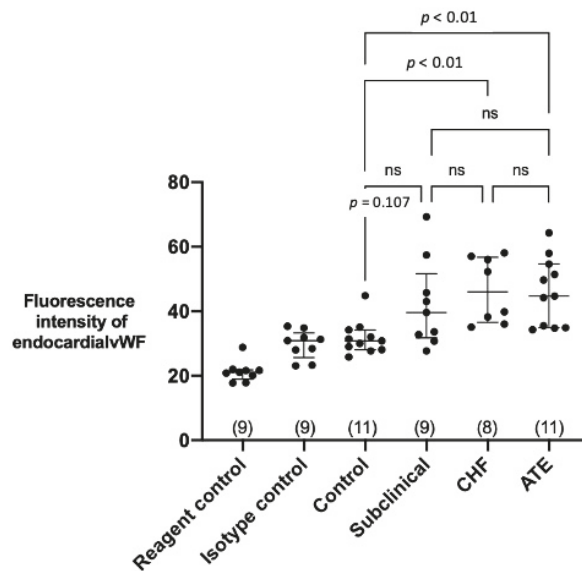 p < 0.01
p < 0.01
ns
ns
ns
ns
p = 0.107
80
60
40
20
0
Fluorescence
intensity of
endocardialvWF
(9)
(9)
(11)
(9)
(8)
(11)
Reagent control
Isotype control
Control
Subclinical
CHF
ATE